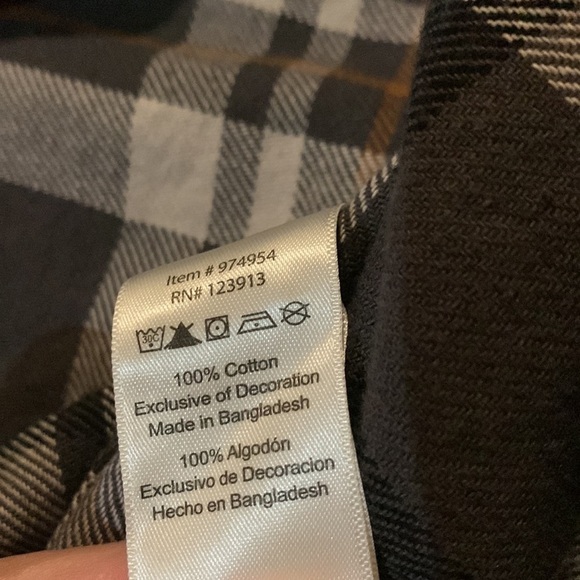 Item # 974954
RN# 123913
30C
100% Cotton
Exclusive of Decoration
Made in Bangladesh
100% Algodón
Exclusivo de Decoracion
Hecho en Bangladesh